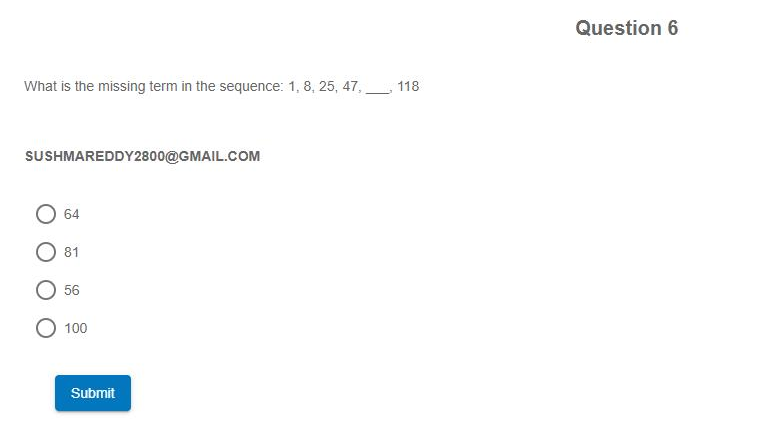 Question 6
What is the missing term in the sequence: 1, 8, 25, 47, ___, 118
SUSHMAREDDY2800@GMAIL.COM
64
81
56
100
Submit